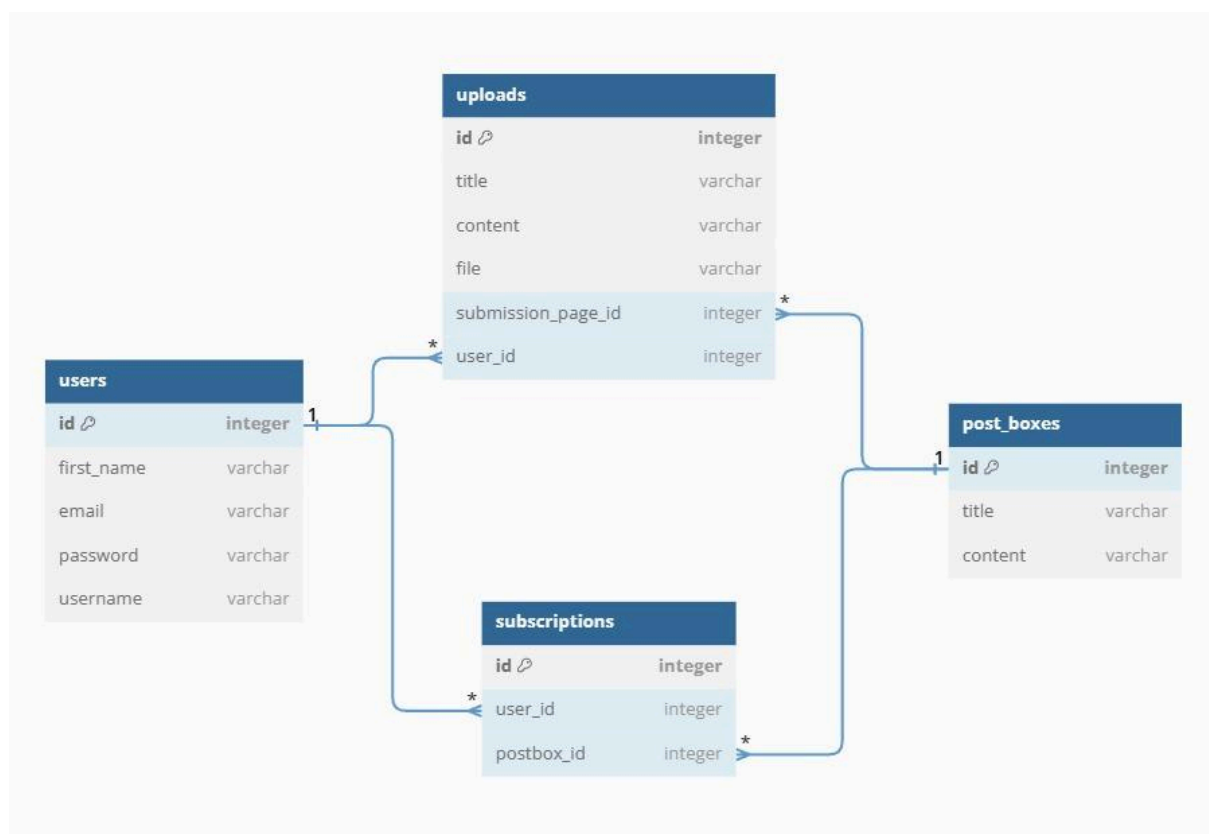 uploads
id integer
title varchar
content varchar
file varchar
submission_page_id integer *
* user_id integer
users
id integer 1
first_name varchar
email varchar
password varchar
username varchar
post_boxes
1 id integer
title varchar
content varchar
subscriptions
id integer
* user_id integer
postbox_id integer *